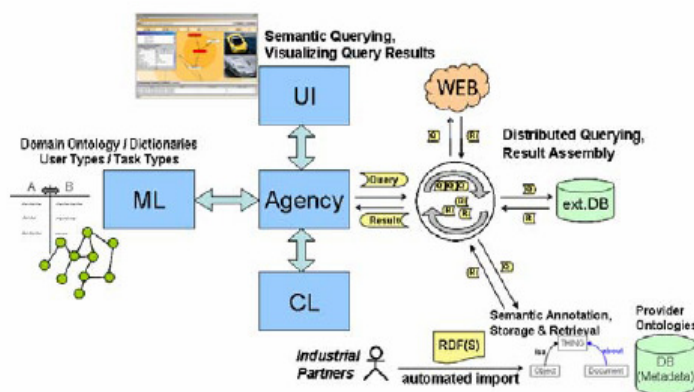 Semantic Querying,
Visualizing Query Results
UI
WEB
Q
R
Distributed Querying,
Result Assembly
Domain Ontology / Dictionaries
User Types / Task Types
A B
ML
Agency
Query
Result
Q Q Q
R
R R
Q
R
ext.DB
CL
R
Q
Semantic Annotation,
Storage & Retrieval
Provider
Ontologies
Industrial
Partners
RDF(S)
automated import
THING
isa
about
Object
Document
DB
(Metadata)